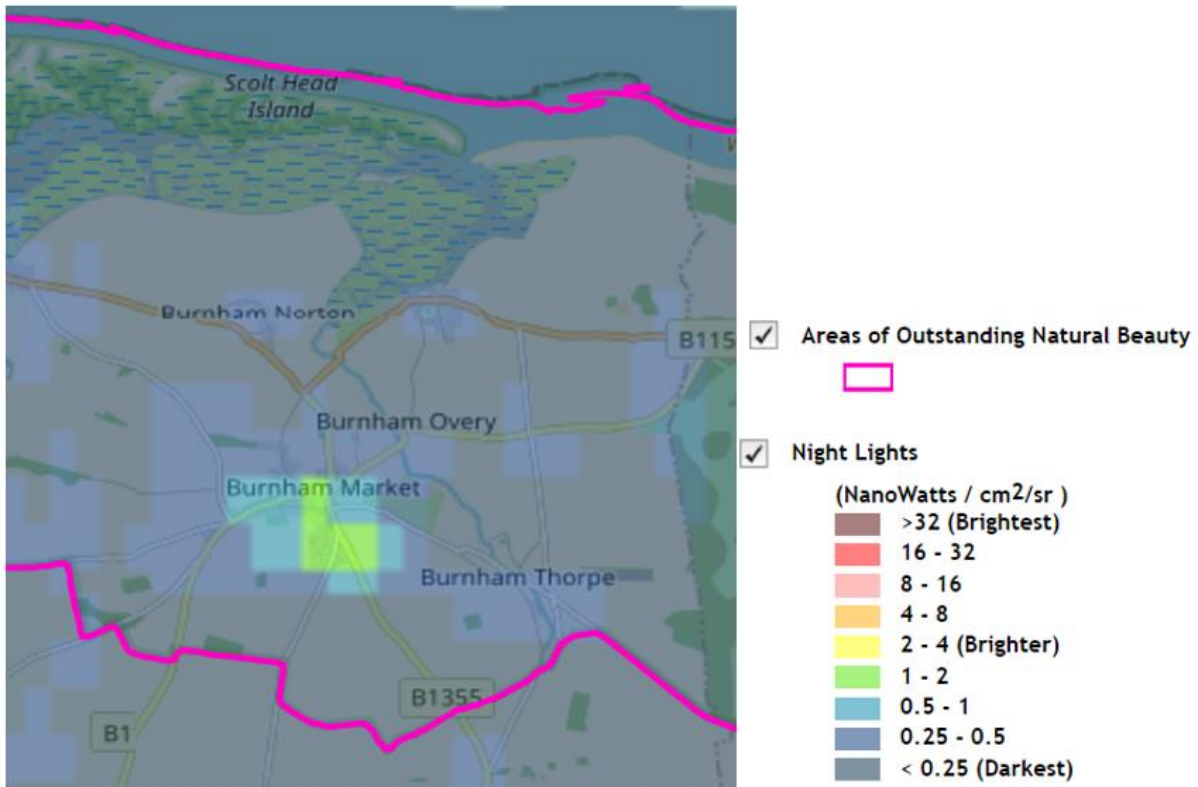 Scolt Head
Island
Burnham Norton
B115
Burnham Overy
Burnham Market
Burnham Thorpe
B1355
B1
Areas of Outstanding Natural Beauty
Night Lights
(NanoWatts / cm2/sr )
>32 (Brightest)
16 - 32
8 - 16
4 - 8
2 - 4 (Brighter)
1 - 2
0.5 - 1
0.25 - 0.5
< 0.25 (Darkest)